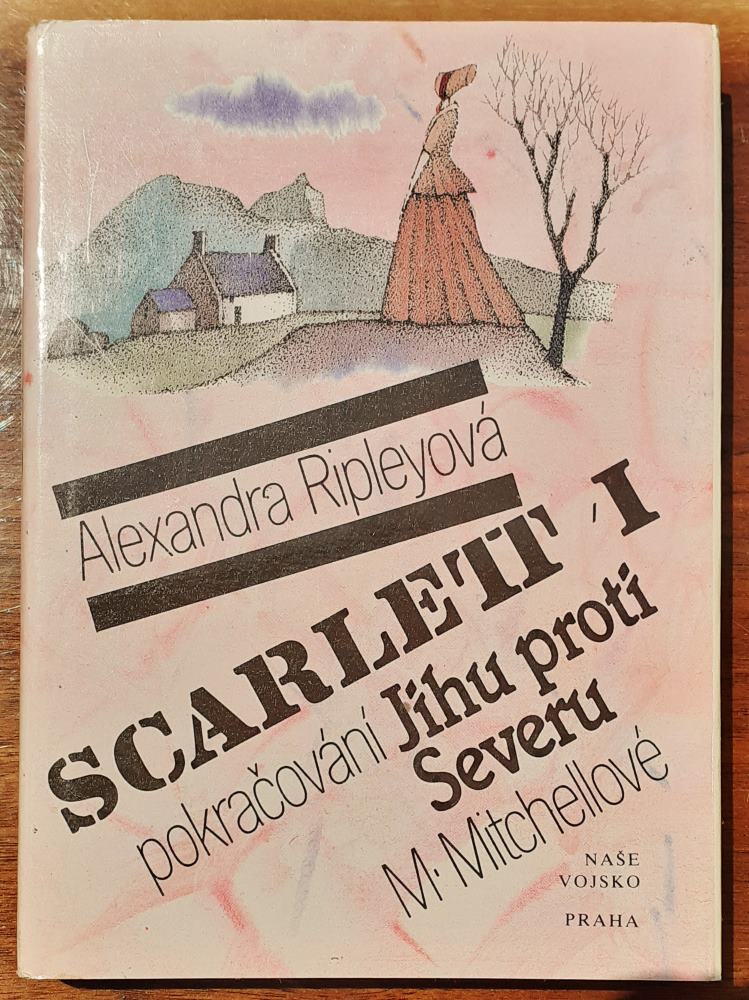 Alexandra Ripleyová
SCARLETT I
pokračování Jihu proti
Severu
M. Mitchellové
NAŠE
VOJSKO
PRAHA